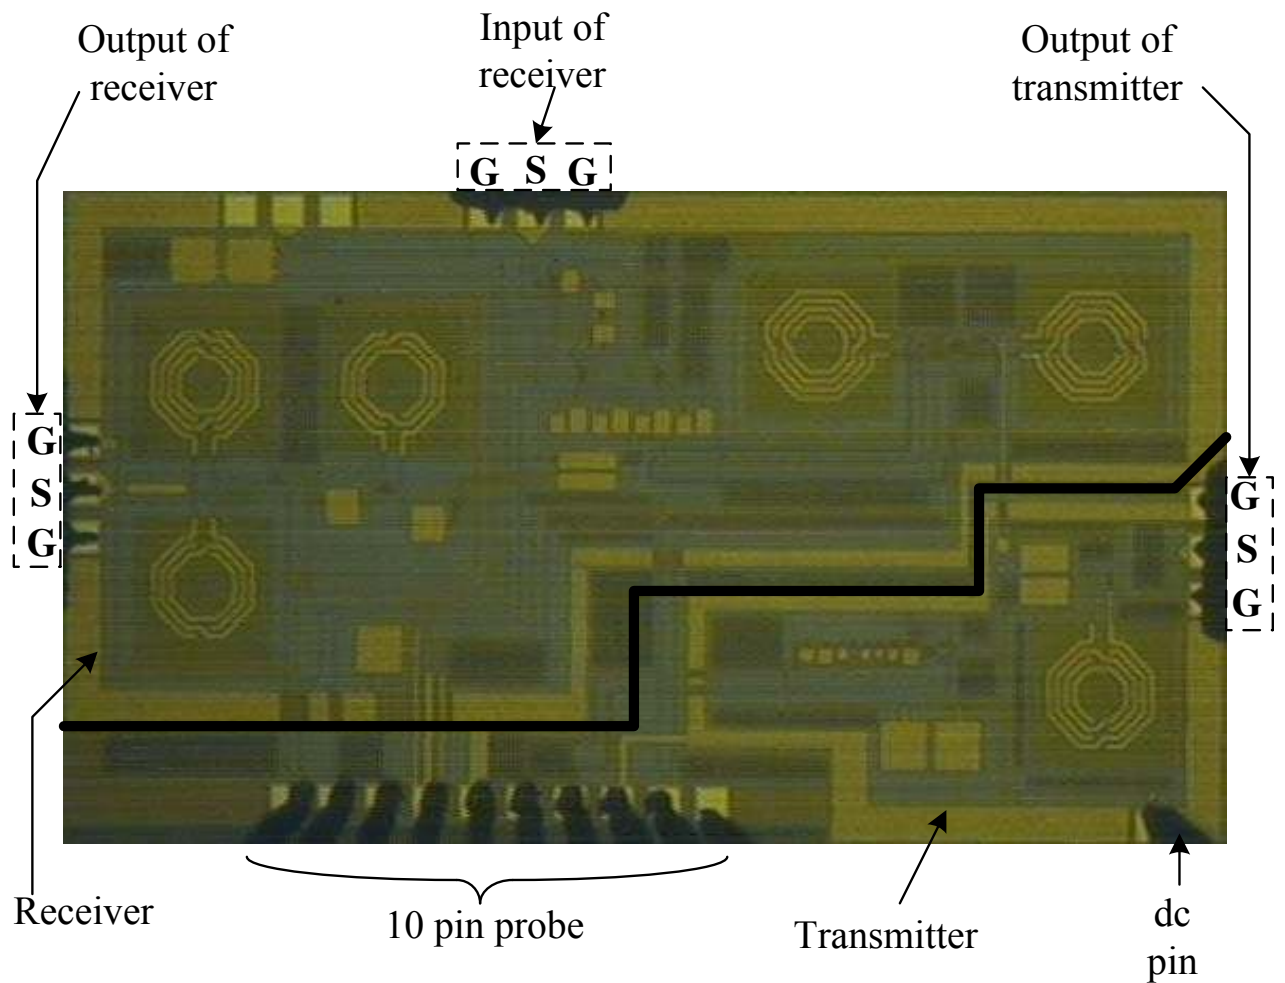 Output of
receiver
Input of
receiver
Output of
transmitter
G S G
G
S
G
G
S
G
Receiver
10 pin probe
Transmitter
dc
pin